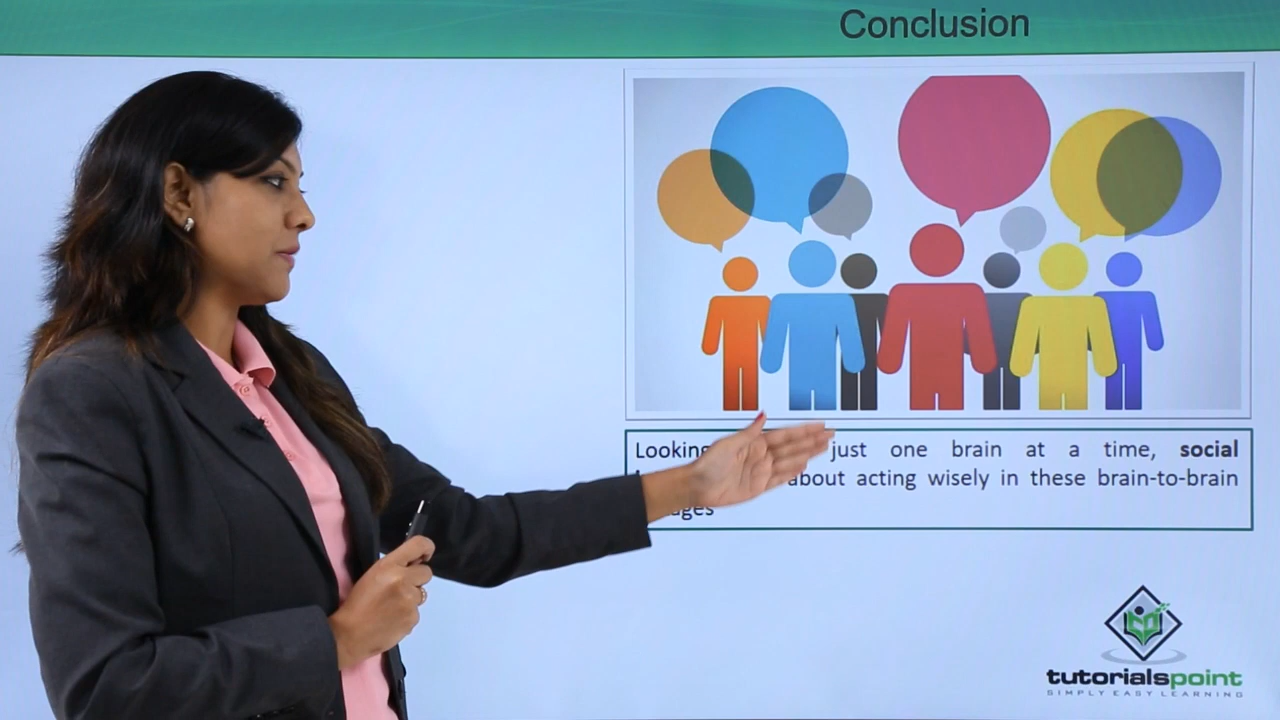 Conclusion
Looking just one brain at a time, social
about acting wisely in these brain-to-brain
tutorialspoint
SIMPLY EASY LEARNING